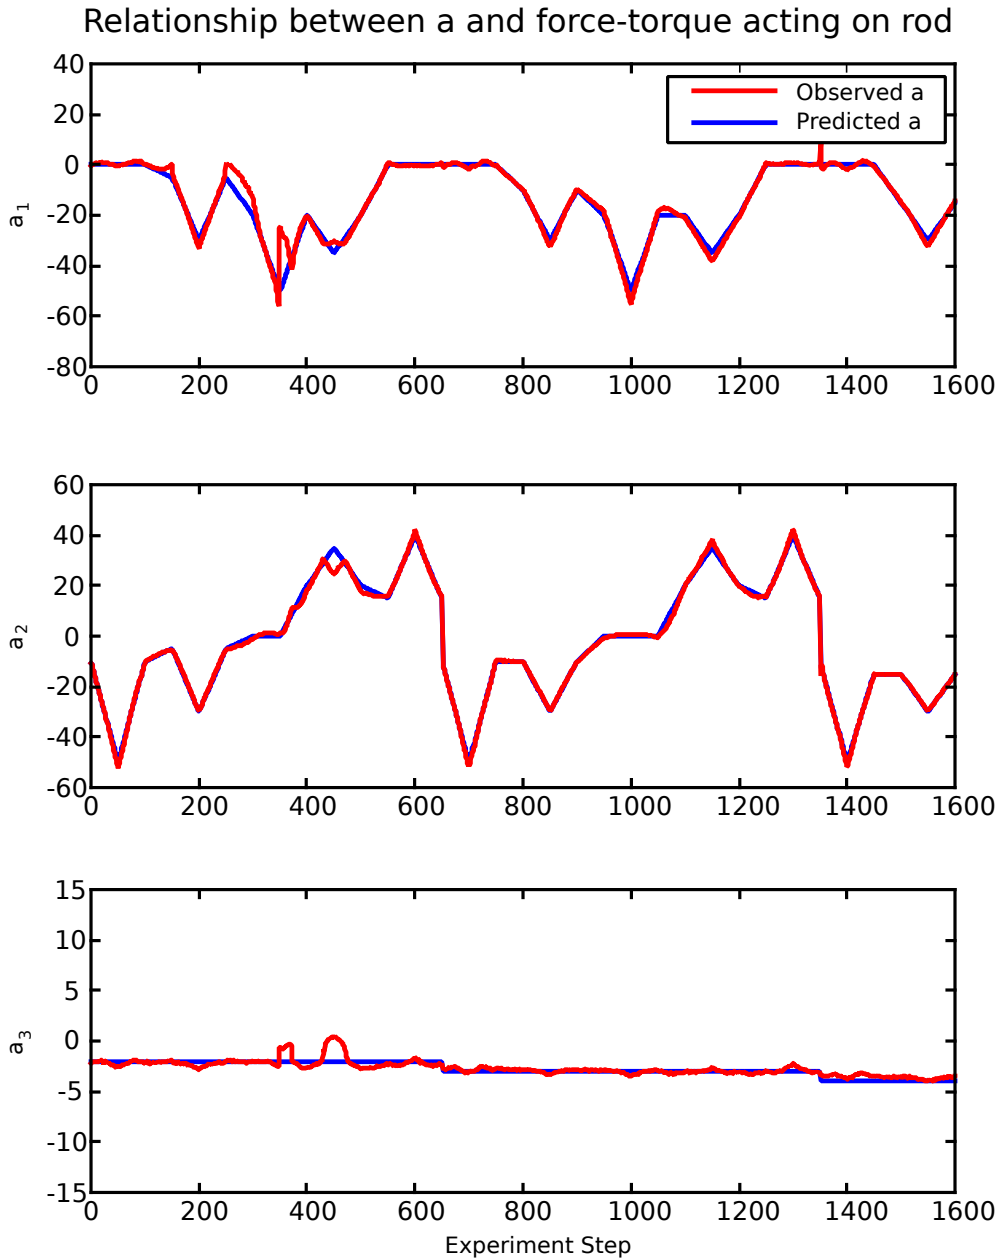 Relationship between a and force-torque acting on rod
40
20
0
-20
-40
-60
-80
a1
Observed a
Predicted a
0 200 400 600 800 1000 1200 1400 1600
60
40
20
0
-20
-40
-60
a2
0 200 400 600 800 1000 1200 1400 1600
15
10
5
0
-5
-10
-15
a3
0 200 400 600 800 1000 1200 1400 1600
Experiment Step